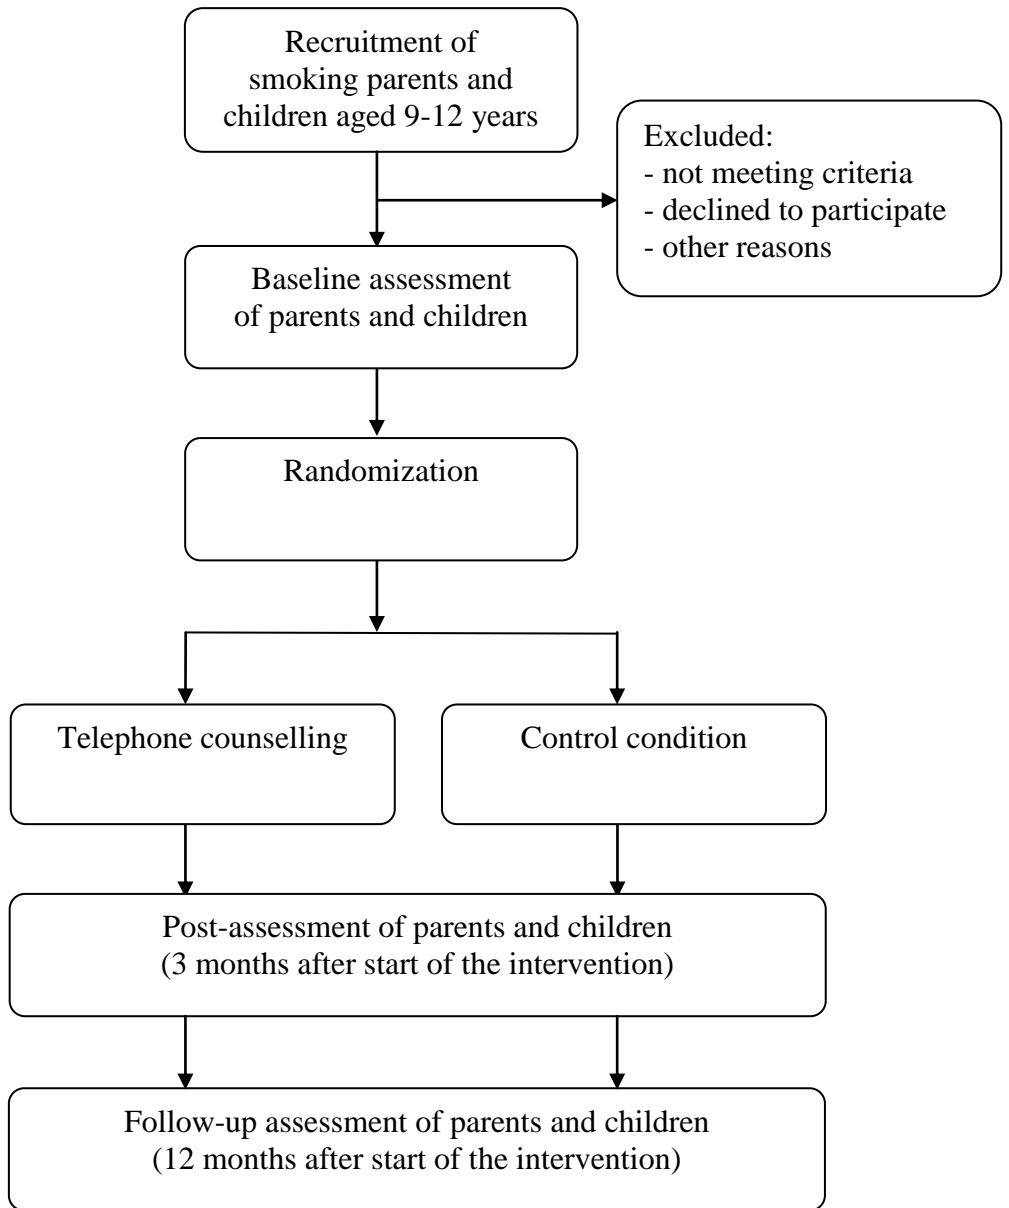 Recruitment of
smoking parents and
children aged 9-12 years
Excluded:
- not meeting criteria
- declined to participate
- other reasons
Baseline assessment
of parents and children
Randomization
Telephone counselling
Control condition
Post-assessment of parents and children
(3 months after start of the intervention)
Follow-up assessment of parents and children
(12 months after start of the intervention)